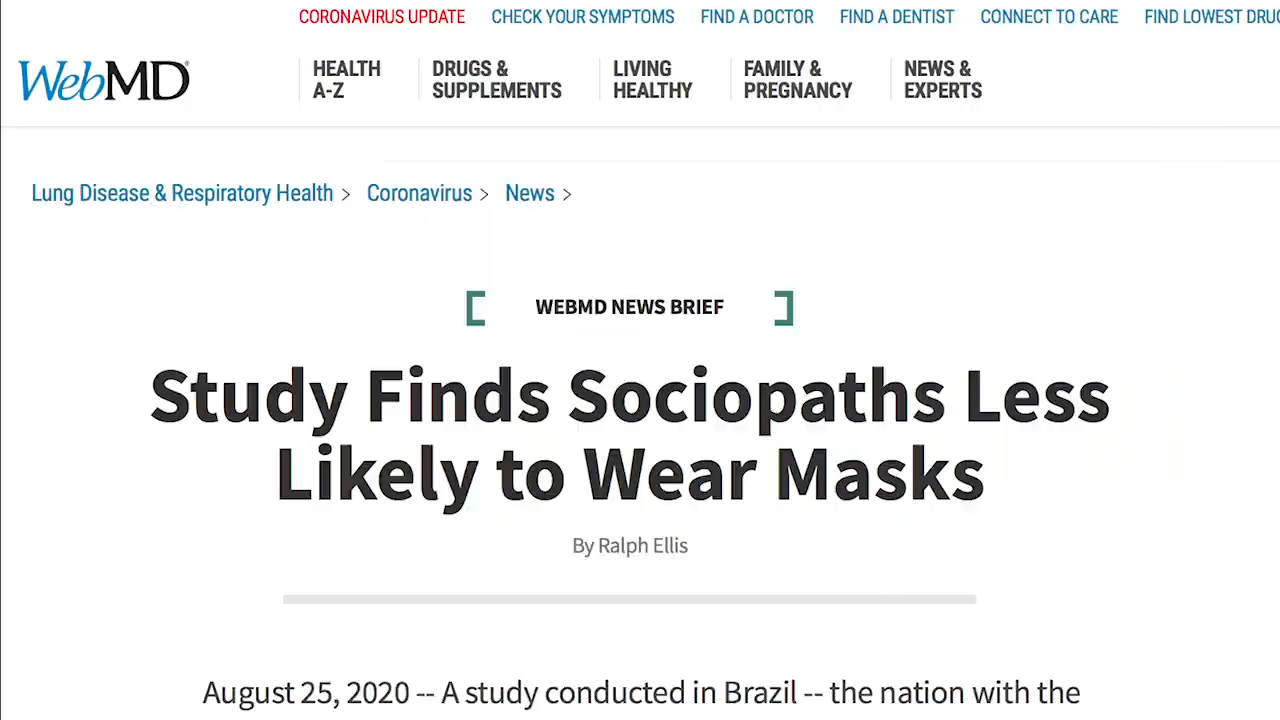 CORONAVIRUS UPDATE CHECK YOUR SYMPTOMS FIND A DOCTOR FIND A DENTIST CONNECT TO CARE FIND LOWEST
WebMD®
HEALTH
A-Z
DRUGS &
SUPPLEMENTS
LIVING
HEALTHY
FAMILY &
PREGNANCY
NEWS &
EXPERTS
Lung Disease & Respiratory Health > Coronavirus > News >
[ WEBMD NEWS BRIEF ]
Study Finds Sociopaths Less
Likely to Wear Masks
By Ralph Ellis
August 25, 2020 -- A study conducted in Brazil -- the nation with the